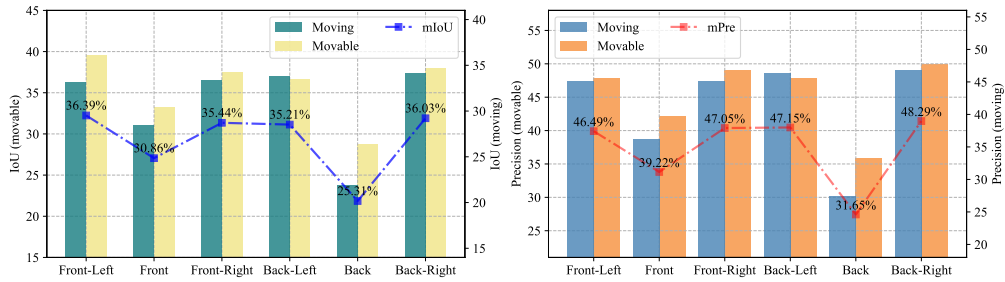 IoU (movable)
45
40
35
30
25
20
15
Moving
Movable
mIoU
36.39%
30.86%
35.44%
35.21%
25.31%
36.03%
40
35
30
25
20
15
IoU (moving)
Front-Left
Front
Front-Right
Back-Left
Back
Back-Right
Precision (movable)
50
45
40
35
30
25
Moving
Movable
mPre
46.49%
39.22%
47.05%
47.15%
31.65%
48.29%
55
50
45
40
35
30
25
20
Precision (moving)
Front-Left
Front
Front-Right
Back-Left
Back
Back-Right